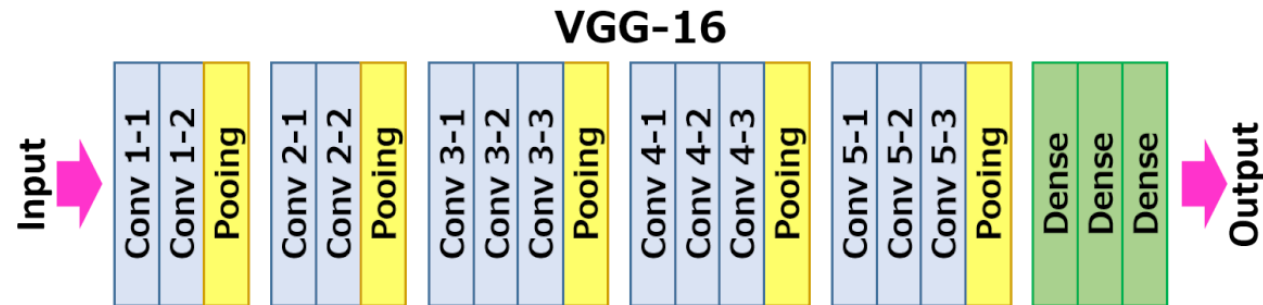 VGG-16
Input
Conv 1-1
Conv 1-2
Pooing
Conv 2-1
Conv 2-2
Pooing
Conv 3-1
Conv 3-2
Conv 3-3
Pooing
Conv 4-1
Conv 4-2
Conv 4-3
Pooing
Conv 5-1
Conv 5-2
Conv 5-3
Pooing
Dense
Dense
Dense
Output